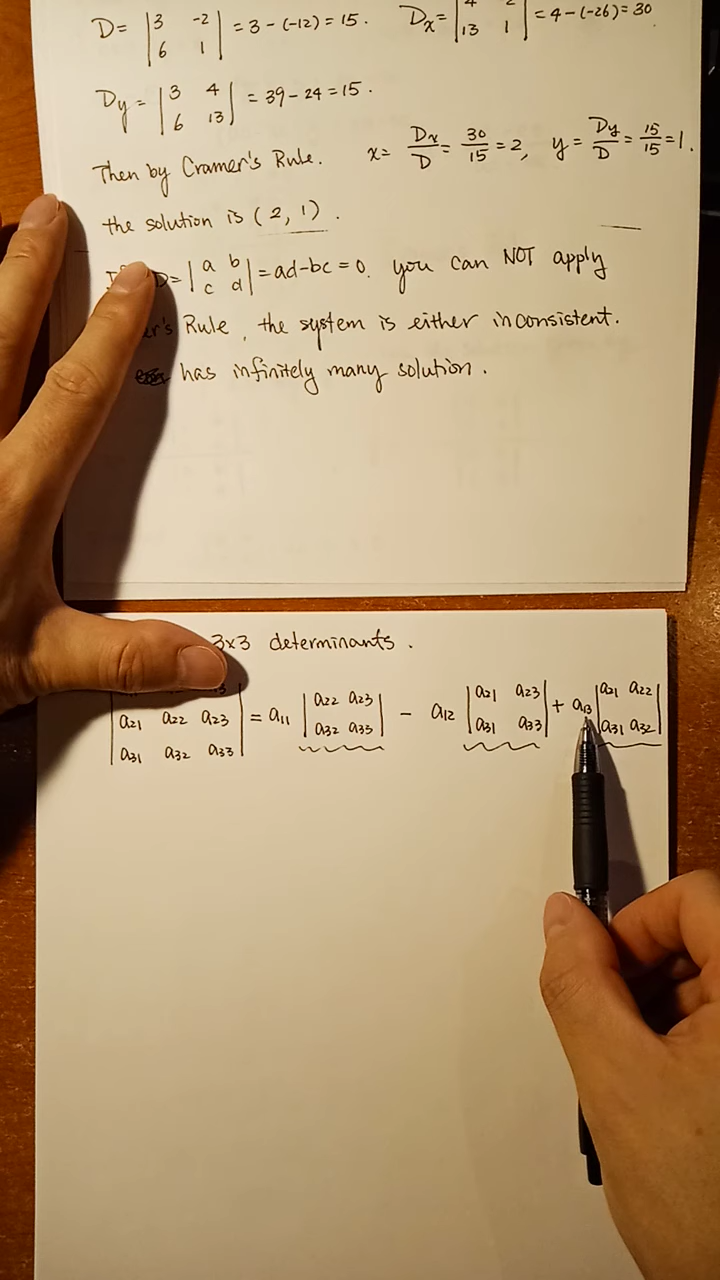 D= | 3 -2 | = 3 - (-12) = 15. Dx= | 4 -2 | = 4 - (-26) = 30
6 1 13 1
Dy = | 3 4 | = 39 - 24 = 15.
6 13
Then by Cramer's Rule. x= Dx/D = 30/15 = 2, y= Dy/D = 15/15 = 1.
the solution is (2, 1).
D= | a b | = ad-bc = 0. you can NOT apply
c d
Rule, the system is either inconsistent.
has infinitely many solution.
3x3 determinants.
a21 a22 a23 = a11 | a22 a23 | - a12 | a21 a23 | + a13 | a21 a22 |
a32 a33 a31 a33 a31 a32
a31 a32 a33